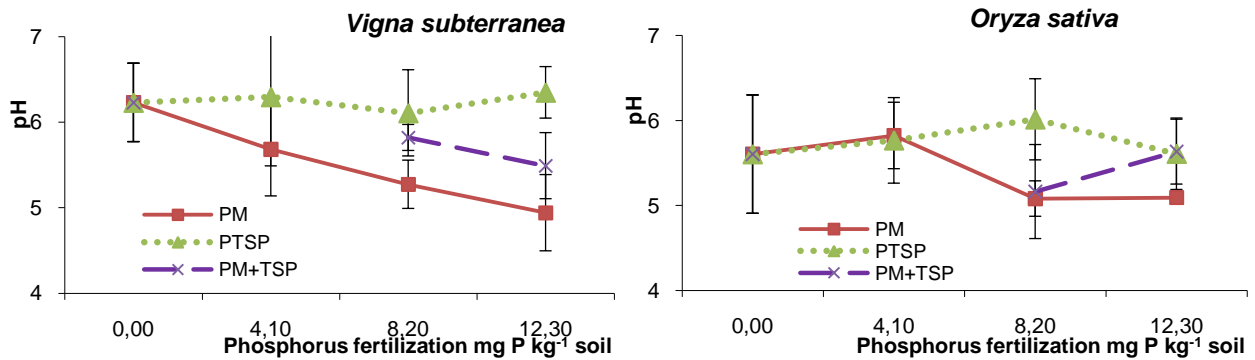 Vigna subterranea
7
6
5
4
pH
PM
PTSP
PM+TSP
0,00 4,10 8,20 12,30
Phosphorus fertilization mg P kg⁻¹ soil
Oryza sativa
7
6
5
4
pH
PM
PTSP
PM+TSP
0,00 4,10 8,20 12,30
Phosphorus fertilization mg P kg⁻¹ soil